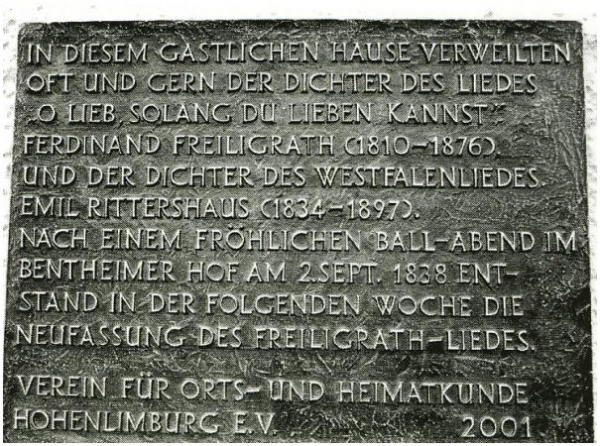 IN DIESEM GASTLICHEN HAUSE VERWEILTEN
OFT UND GERN DER DICHTER DES LIEDES
„O LIEB, SOLANG DU LIEBEN KANNST“
FERDINAND FREILIGRATH (1810–1876),
UND DER DICHTER DES WESTFALENLIEDES,
EMIL RITTERSHAUS (1834–1897).
NACH EINEM FRÖHLICHEN BALL-ABEND IM
BENTHEIMER HOF AM 2.SEPT. 1838 ENT-
STAND IN DER FOLGENDEN WOCHE DIE
NEUFASSUNG DES FREILIGRATH-LIEDES.
VEREIN FÜR ORTS- UND HEIMATKUNDE
HOHENLIMBURG E.V. 2001